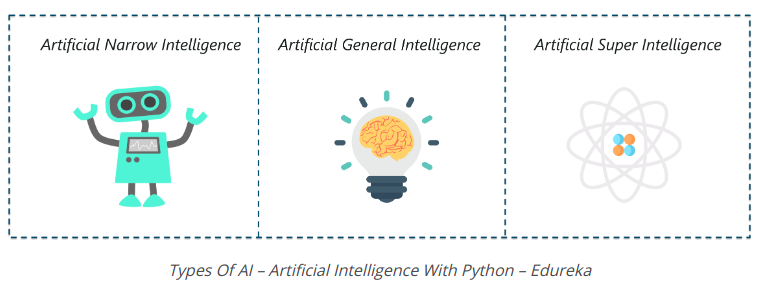 Artificial Narrow Intelligence
Artificial General Intelligence
Artificial Super Intelligence
Types Of AI – Artificial Intelligence With Python – Edureka